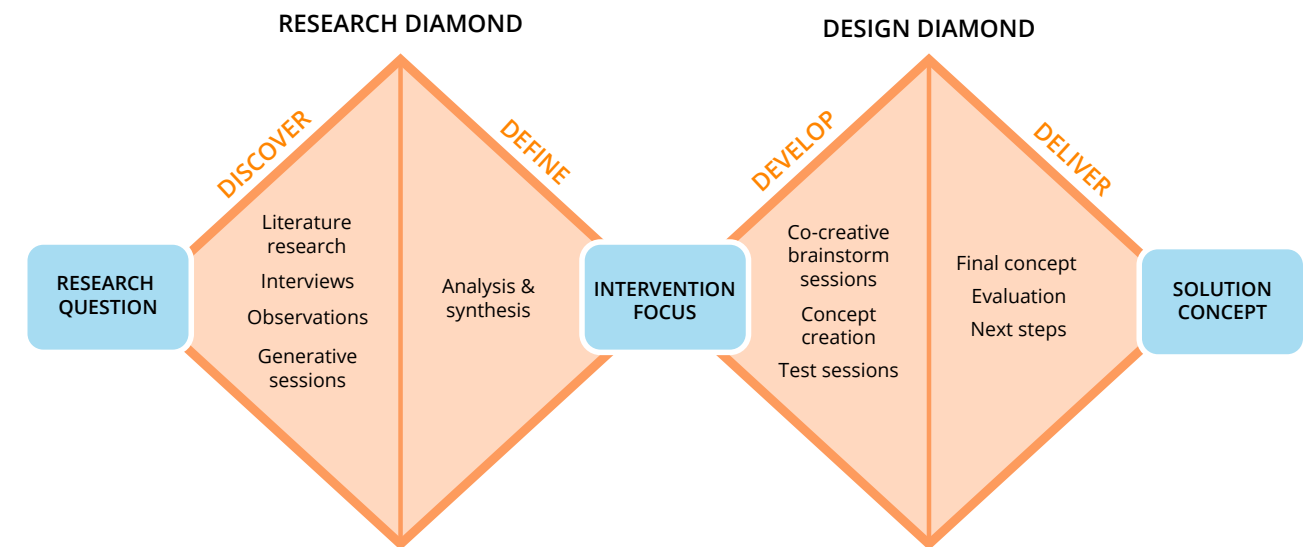 RESEARCH DIAMOND
DESIGN DIAMOND
DISCOVER
DEFINE
DEVELOP
DELIVER
RESEARCH
QUESTION
Literature
research
Interviews
Observations
Generative
sessions
Analysis &
synthesis
INTERVENTION
FOCUS
Co-creative
brainstorm
sessions
Concept
creation
Test sessions
Final concept
Evaluation
Next steps
SOLUTION
CONCEPT